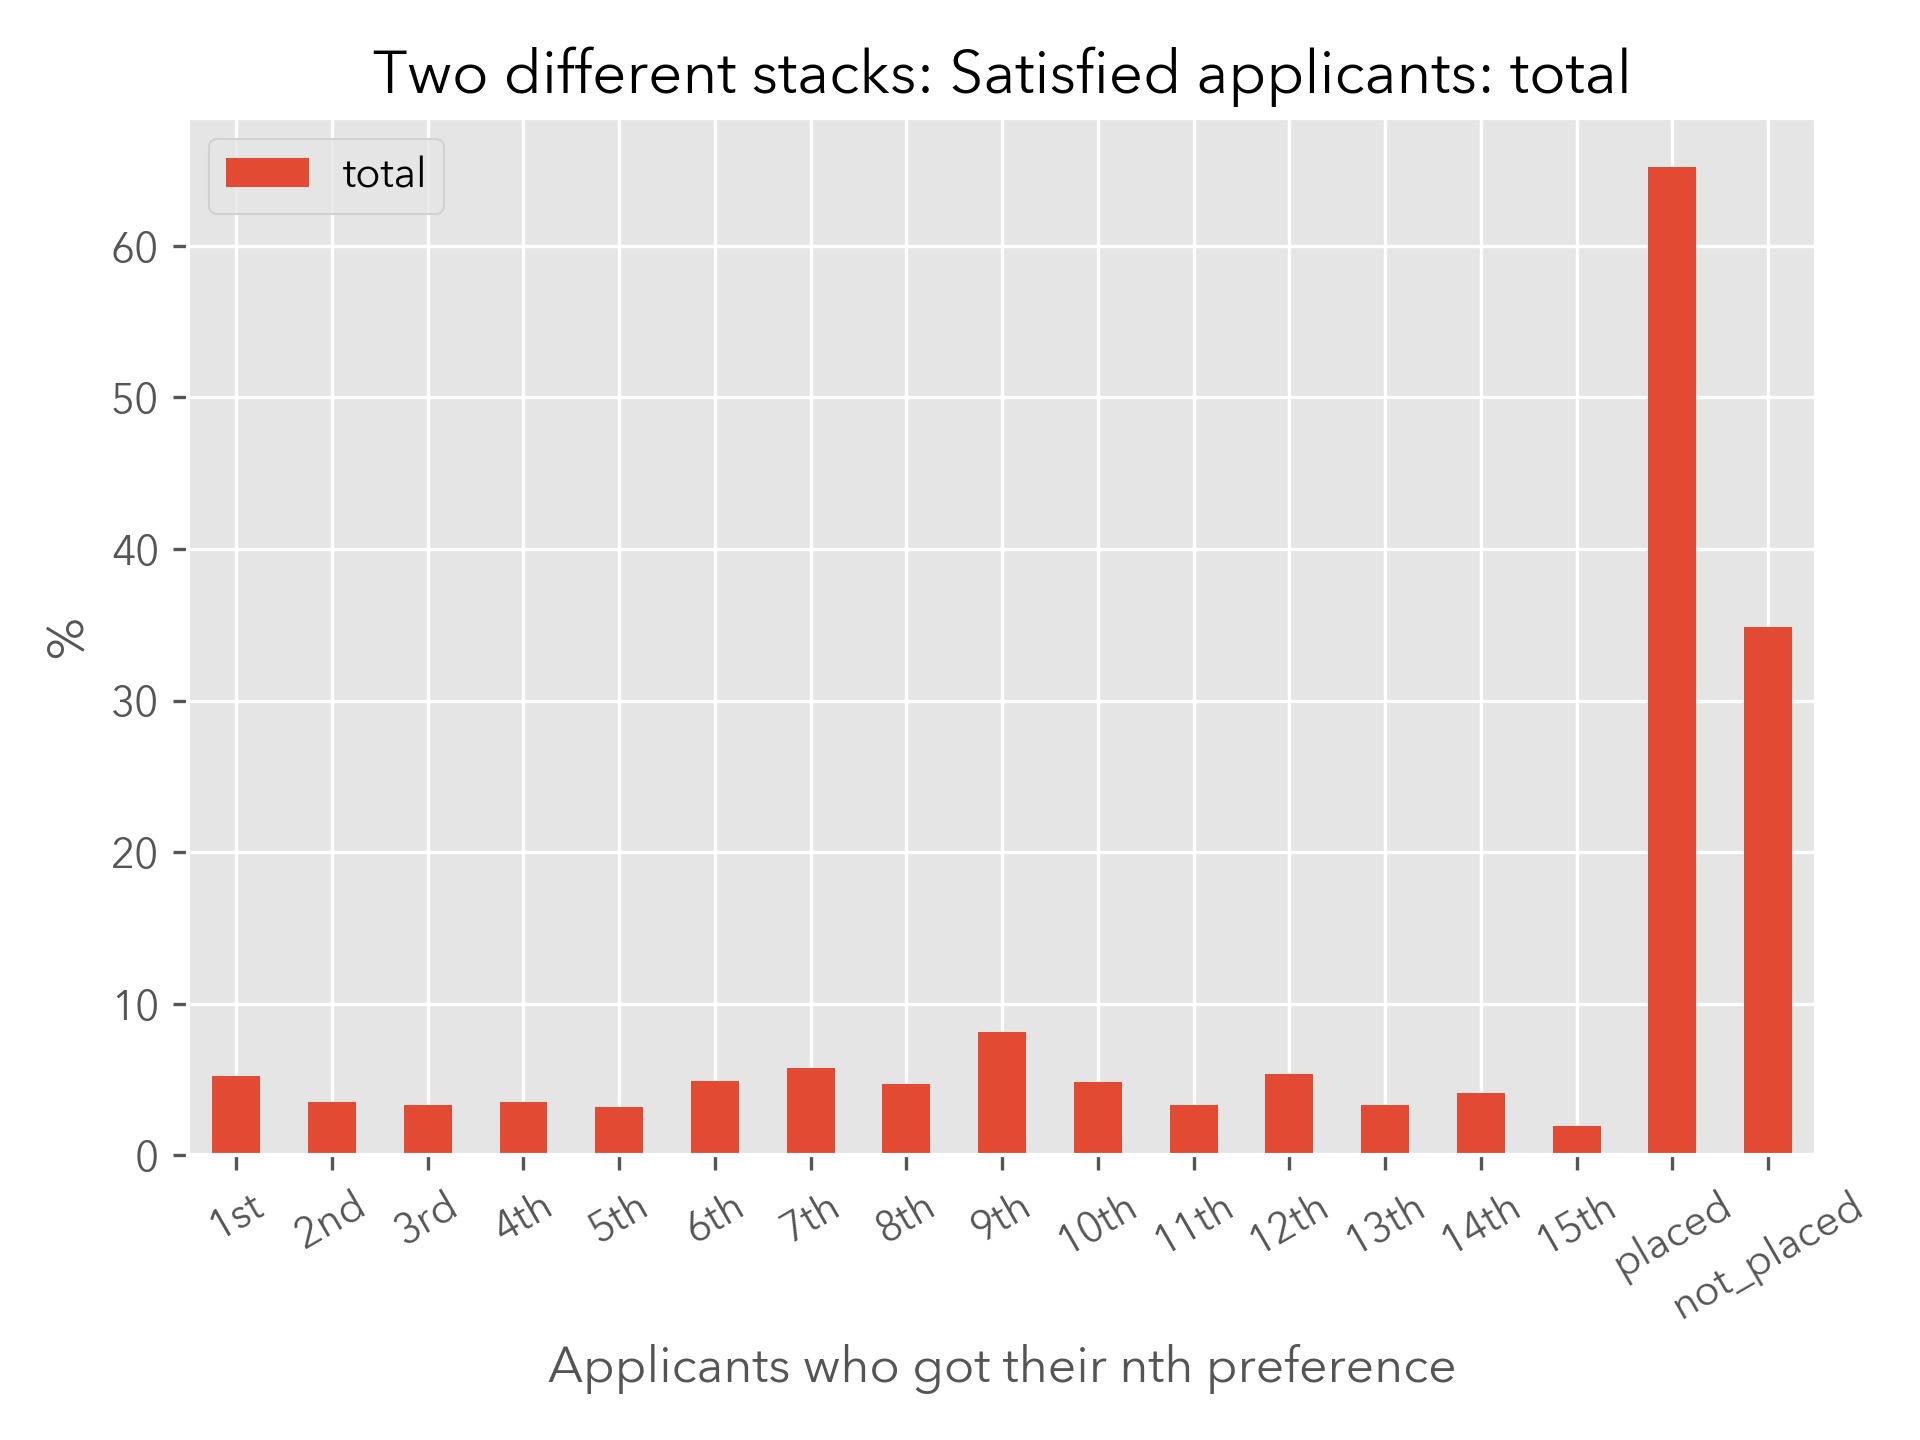 Two different stacks: Satisfied applicants: total
total
60
50
40
30
20
10
0
%
1st 2nd 3rd 4th 5th 6th 7th 8th 9th 10th 11th 12th 13th 14th 15th placed not_placed
Applicants who got their nth preference